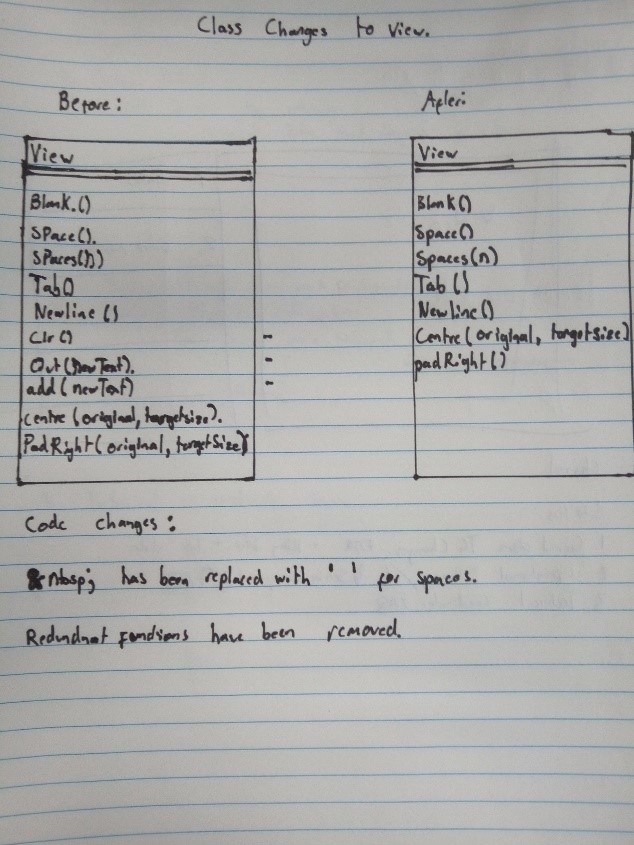 Class Changes to View.
Before:
View
Blank.()
SPace().
SPaces(n)
Tab()
Newline ()
Clr () -
Out(newText). -
add(newText) -
centre (original, targetsize).
PadRight(original, targetSize)
After:
View
Blank()
Space()
Spaces(n)
Tab ()
Newline()
Centre(original, targetsize)
padRight()
Code changes:
&nbsp; has been replaced with ' ' for spaces.
Redundnat functions have been removed.